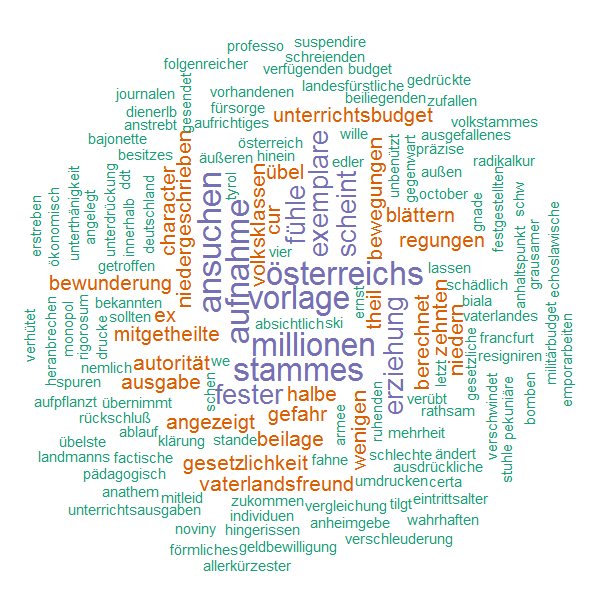 suspendire
professo
schreienden
folgenreicher
verfügenden
budget
gedrückte
landesfürstliche
journalen
gesendet
vorhandenen
beiliegenden
zufallen
dienerlb
fürsorge
unterrichtsbudget
volkstammes
anstrebt
aufrichtiges
wille
ausgefallenes
bajonette
niedergeschrieben
österreich
exemplare
edler
unbenützt
gegenwart
präzise
radikalkur
besitzes
äußeren
hinein
bewegungen
character
übel
außen
unterthänigkeit
unterdrückung
innerhalb
ddt
deutschland
ansuchen
tyrol
volksklassen
fühle
scheint
october
gnade
festgestellten
schw
erstreben
ökonomisch
angelegt
aufnahme
cur
blättern
anhaltspunkt
grausamer
echoslavische
vier
regungen
getroffen
österreichs
lassen
bewunderung
vorlage
ernst
theil
schädlich
heranbrechen
bekannten
erziehung
berechnet
zehnten
niedern
biala
monopol
rigorosum
drucke
sollten
ex
absichtlich
ski
vaterlandes
verhütet
mitgetheilte
millionen
letzt
gesetzliche
francfurt
militärbudget
emporarbeiten
nemlich
autorität
we
stammes
resigniren
spuren
ausgabe
schen
fester
halbe
ruhenden
verübt
verschwindet
bomben
aufpflanzt
übernimmt
gefahr
wenigen
rathsam
rückschluß
angezeigt
armee
stuhle
pekuniäre
ablauf
klärung
stande
beilage
mehrheit
übelste
landmanns
factische
gesetzlichkeit
fahne
schlechte
ändert
pädagogisch
ausdrückliche
vaterlandsfreund
umdrucken
certa
anathem
mitleid
zukommen
vergleichung
tilgt
eintrittsalter
unterrichtsausgaben
individuen
noviny
hingerissen
anheimgebe
wahrhaften
förmliches
geldbewilligung
verschleuderung
allerkürzester